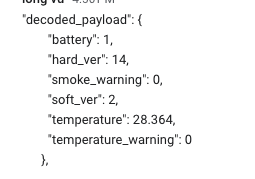 "decoded_payload": {
"battery": 1,
"hard_ver": 14,
"smoke_warning": 0,
"soft_ver": 2,
"temperature": 28.364,
"temperature_warning": 0
},